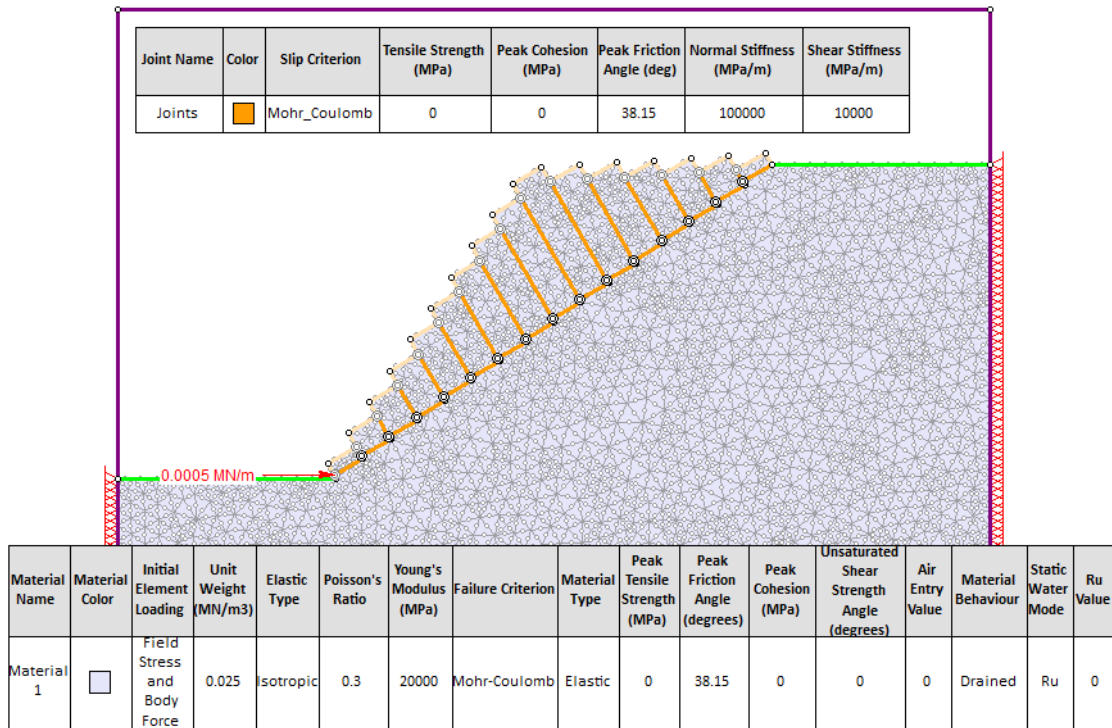 Joint Name Color Slip Criterion Tensile Strength (MPa) Peak Cohesion (MPa) Peak Friction Angle (deg) Normal Stiffness (MPa/m) Shear Stiffness (MPa/m)
Joints Mohr_Coulomb 0 0 38.15 100000 10000
0.0005 MN/m
Material Name Material Color Initial Element Loading Unit Weight (MN/m3) Elastic Type Poisson's Ratio Young's Modulus (MPa) Failure Criterion Material Type Peak Tensile Strength (MPa) Peak Friction Angle (degrees) Peak Cohesion (MPa) Unsaturated Shear Strength Angle (degrees) Air Entry Value Material Behaviour Static Water Mode Ru Value
Material 1 Field Stress and Body Force 0.025 Isotropic 0.3 20000 Mohr-Coulomb Elastic 0 38.15 0 0 0 Drained Ru 0